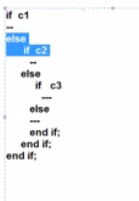 if c1
--
else
if c2
--
else
if c3
---
else
---
end if;
end if;
end if;